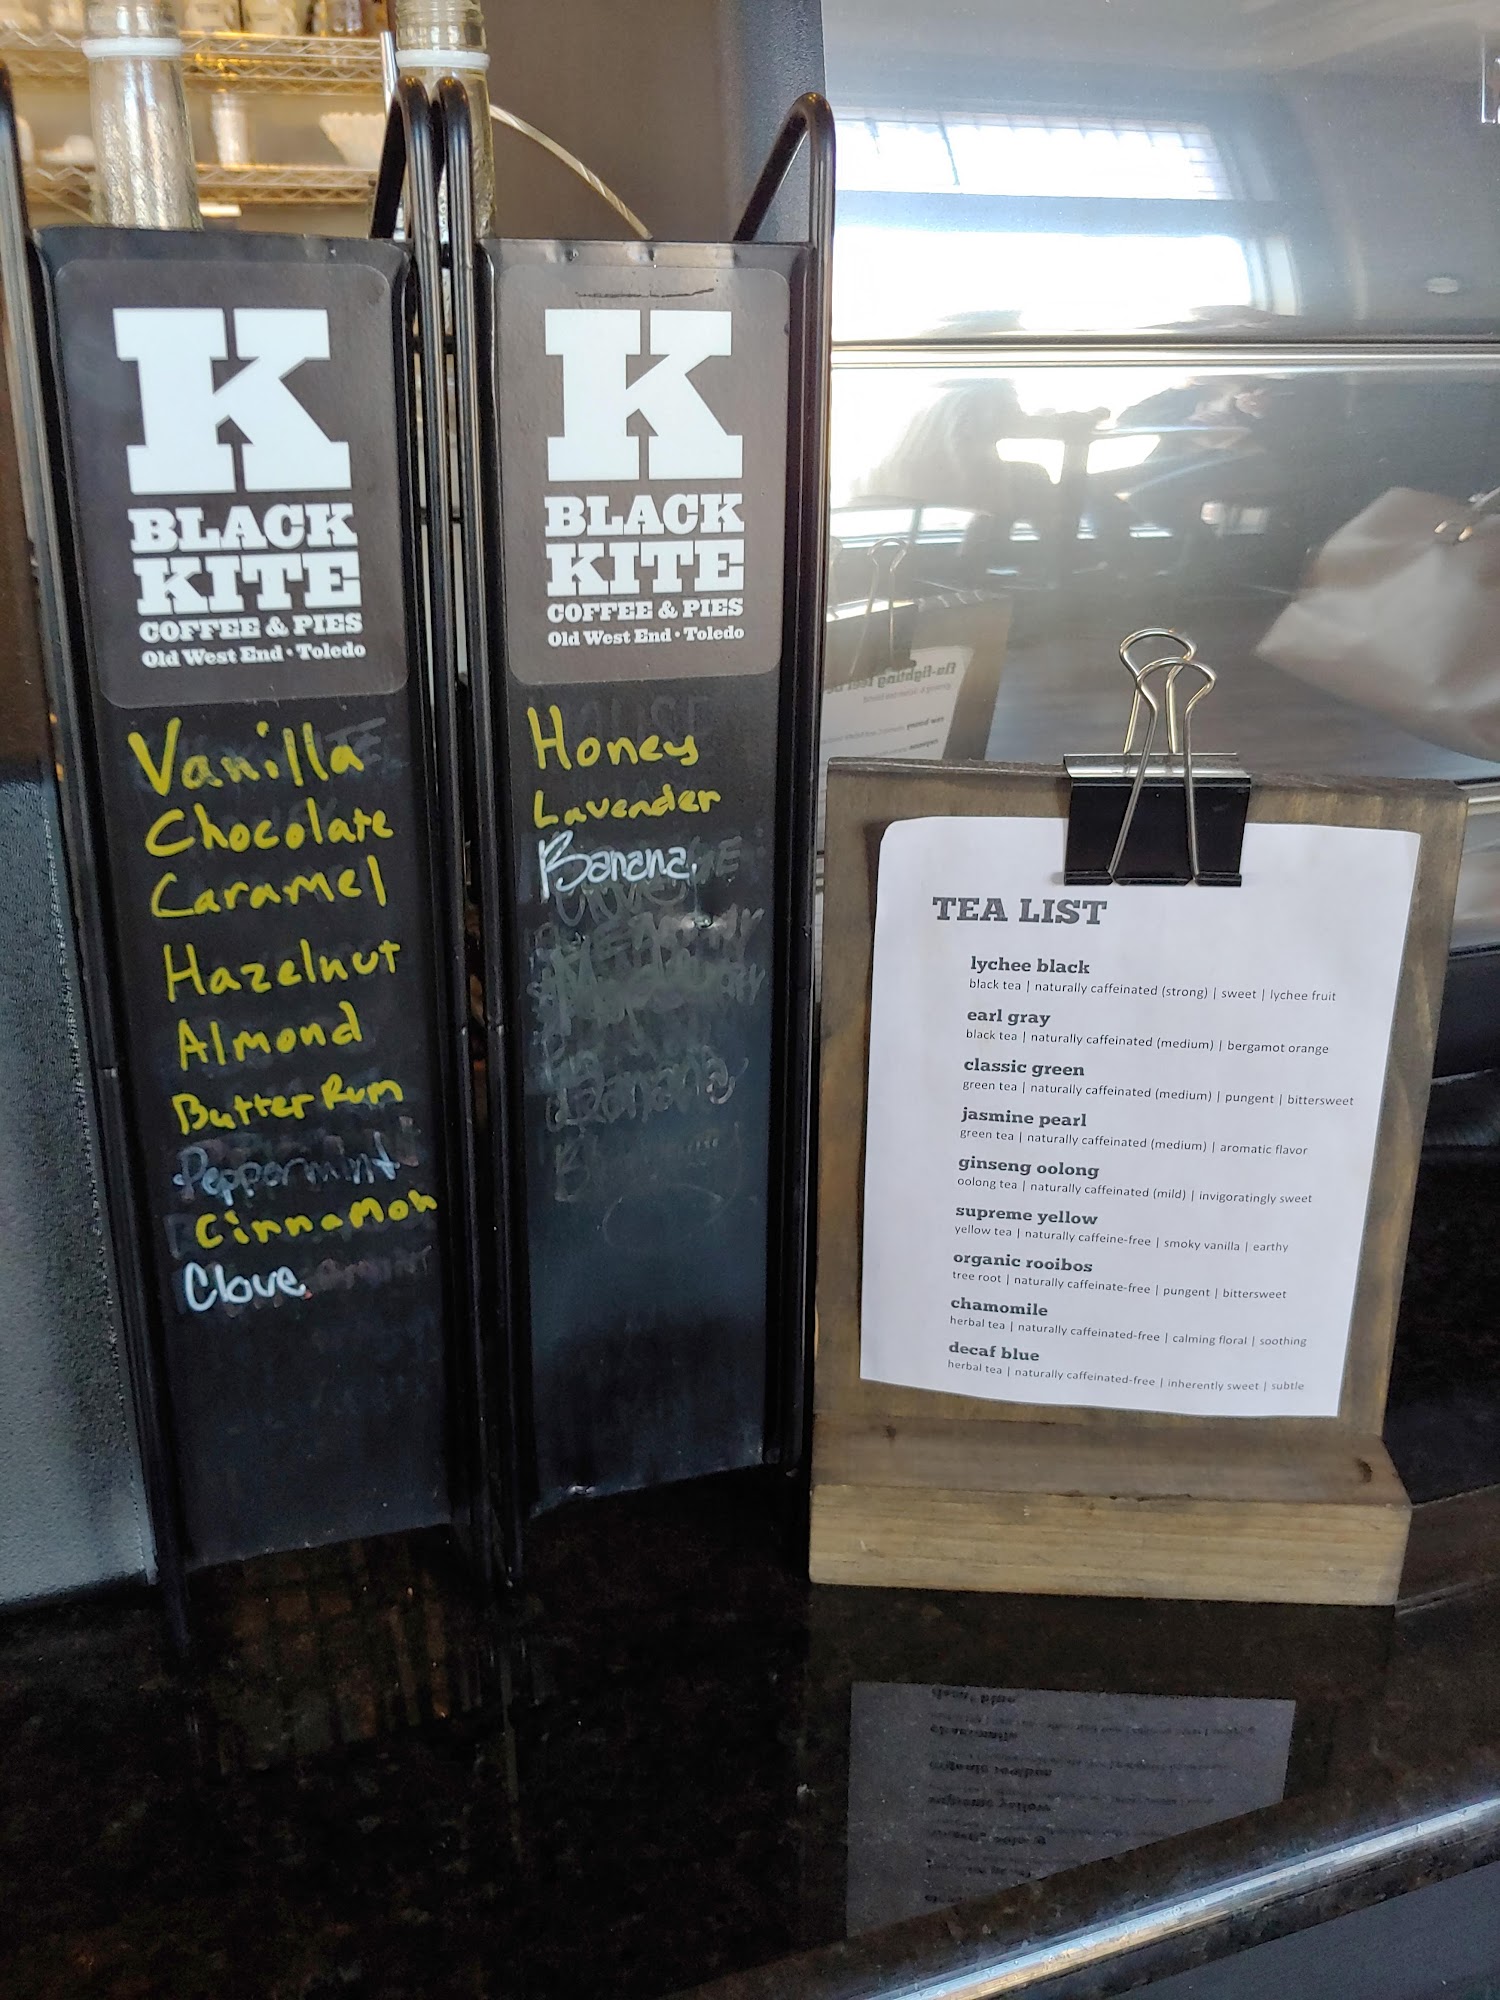 K
BLACK
KITE
COFFEE & PIES
Old West End • Toledo
Vanilla
Chocolate
Caramel
Hazelnut
Almond
Butter Rum
Peppermint
Cinnamon
Clove
K
BLACK
KITE
COFFEE & PIES
Old West End • Toledo
Honey
Lavender
Banana
TEA LIST
lychee black
black tea | naturally caffeinated (strong) | sweet | lychee fruit
earl gray
black tea | naturally caffeinated (medium) | bergamot orange
classic green
green tea | naturally caffeinated (medium) | pungent | bittersweet
jasmine pearl
green tea | naturally caffeinated (medium) | aromatic flavor
ginseng oolong
oolong tea | naturally caffeinated (mild) | invigoratingly sweet
supreme yellow
yellow tea | naturally caffeine-free | smoky vanilla | earthy
organic rooibos
tree root | naturally caffeinate-free | pungent | bittersweet
chamomile
herbal tea | naturally caffeinated-free | calming floral | soothing
decaf blue
herbal tea | naturally caffeinated-free | inherently sweet | subtle